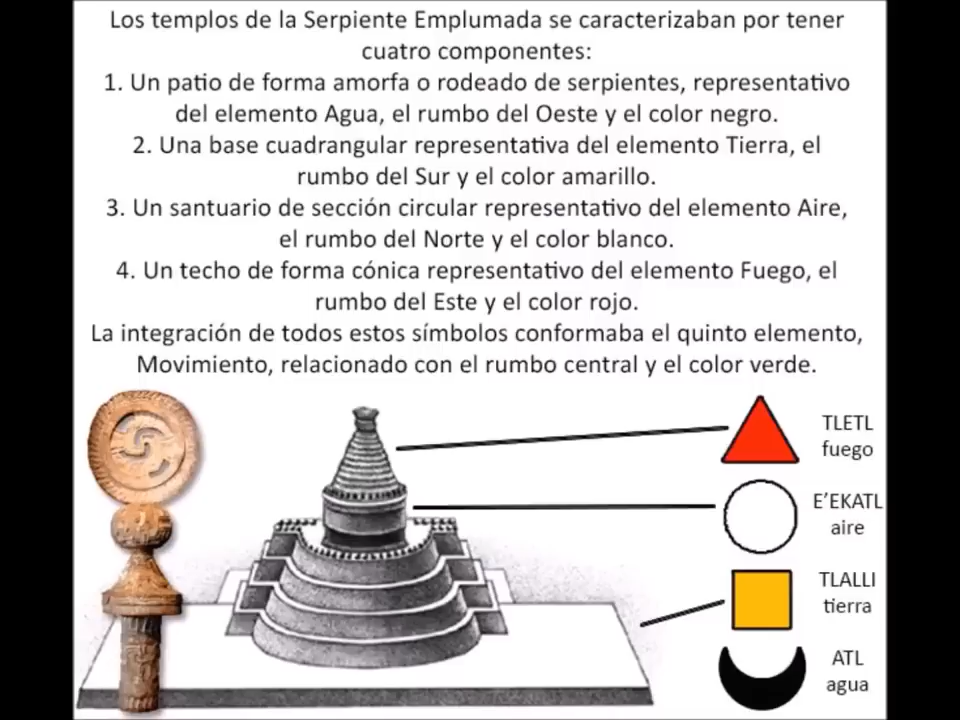 Los templos de la Serpiente Emplumada se caracterizaban por tener
cuatro componentes:
1. Un patio de forma amorfa o rodeado de serpientes, representativo
del elemento Agua, el rumbo del Oeste y el color negro.
2. Una base cuadrangular representativa del elemento Tierra, el
rumbo del Sur y el color amarillo.
3. Un santuario de sección circular representativo del elemento Aire,
el rumbo del Norte y el color blanco.
4. Un techo de forma cónica representativo del elemento Fuego, el
rumbo del Este y el color rojo.
La integración de todos estos símbolos conformaba el quinto elemento,
Movimiento, relacionado con el rumbo central y el color verde.
TLETL
fuego
E’EKATL
aire
TLALLI
tierra
ATL
agua